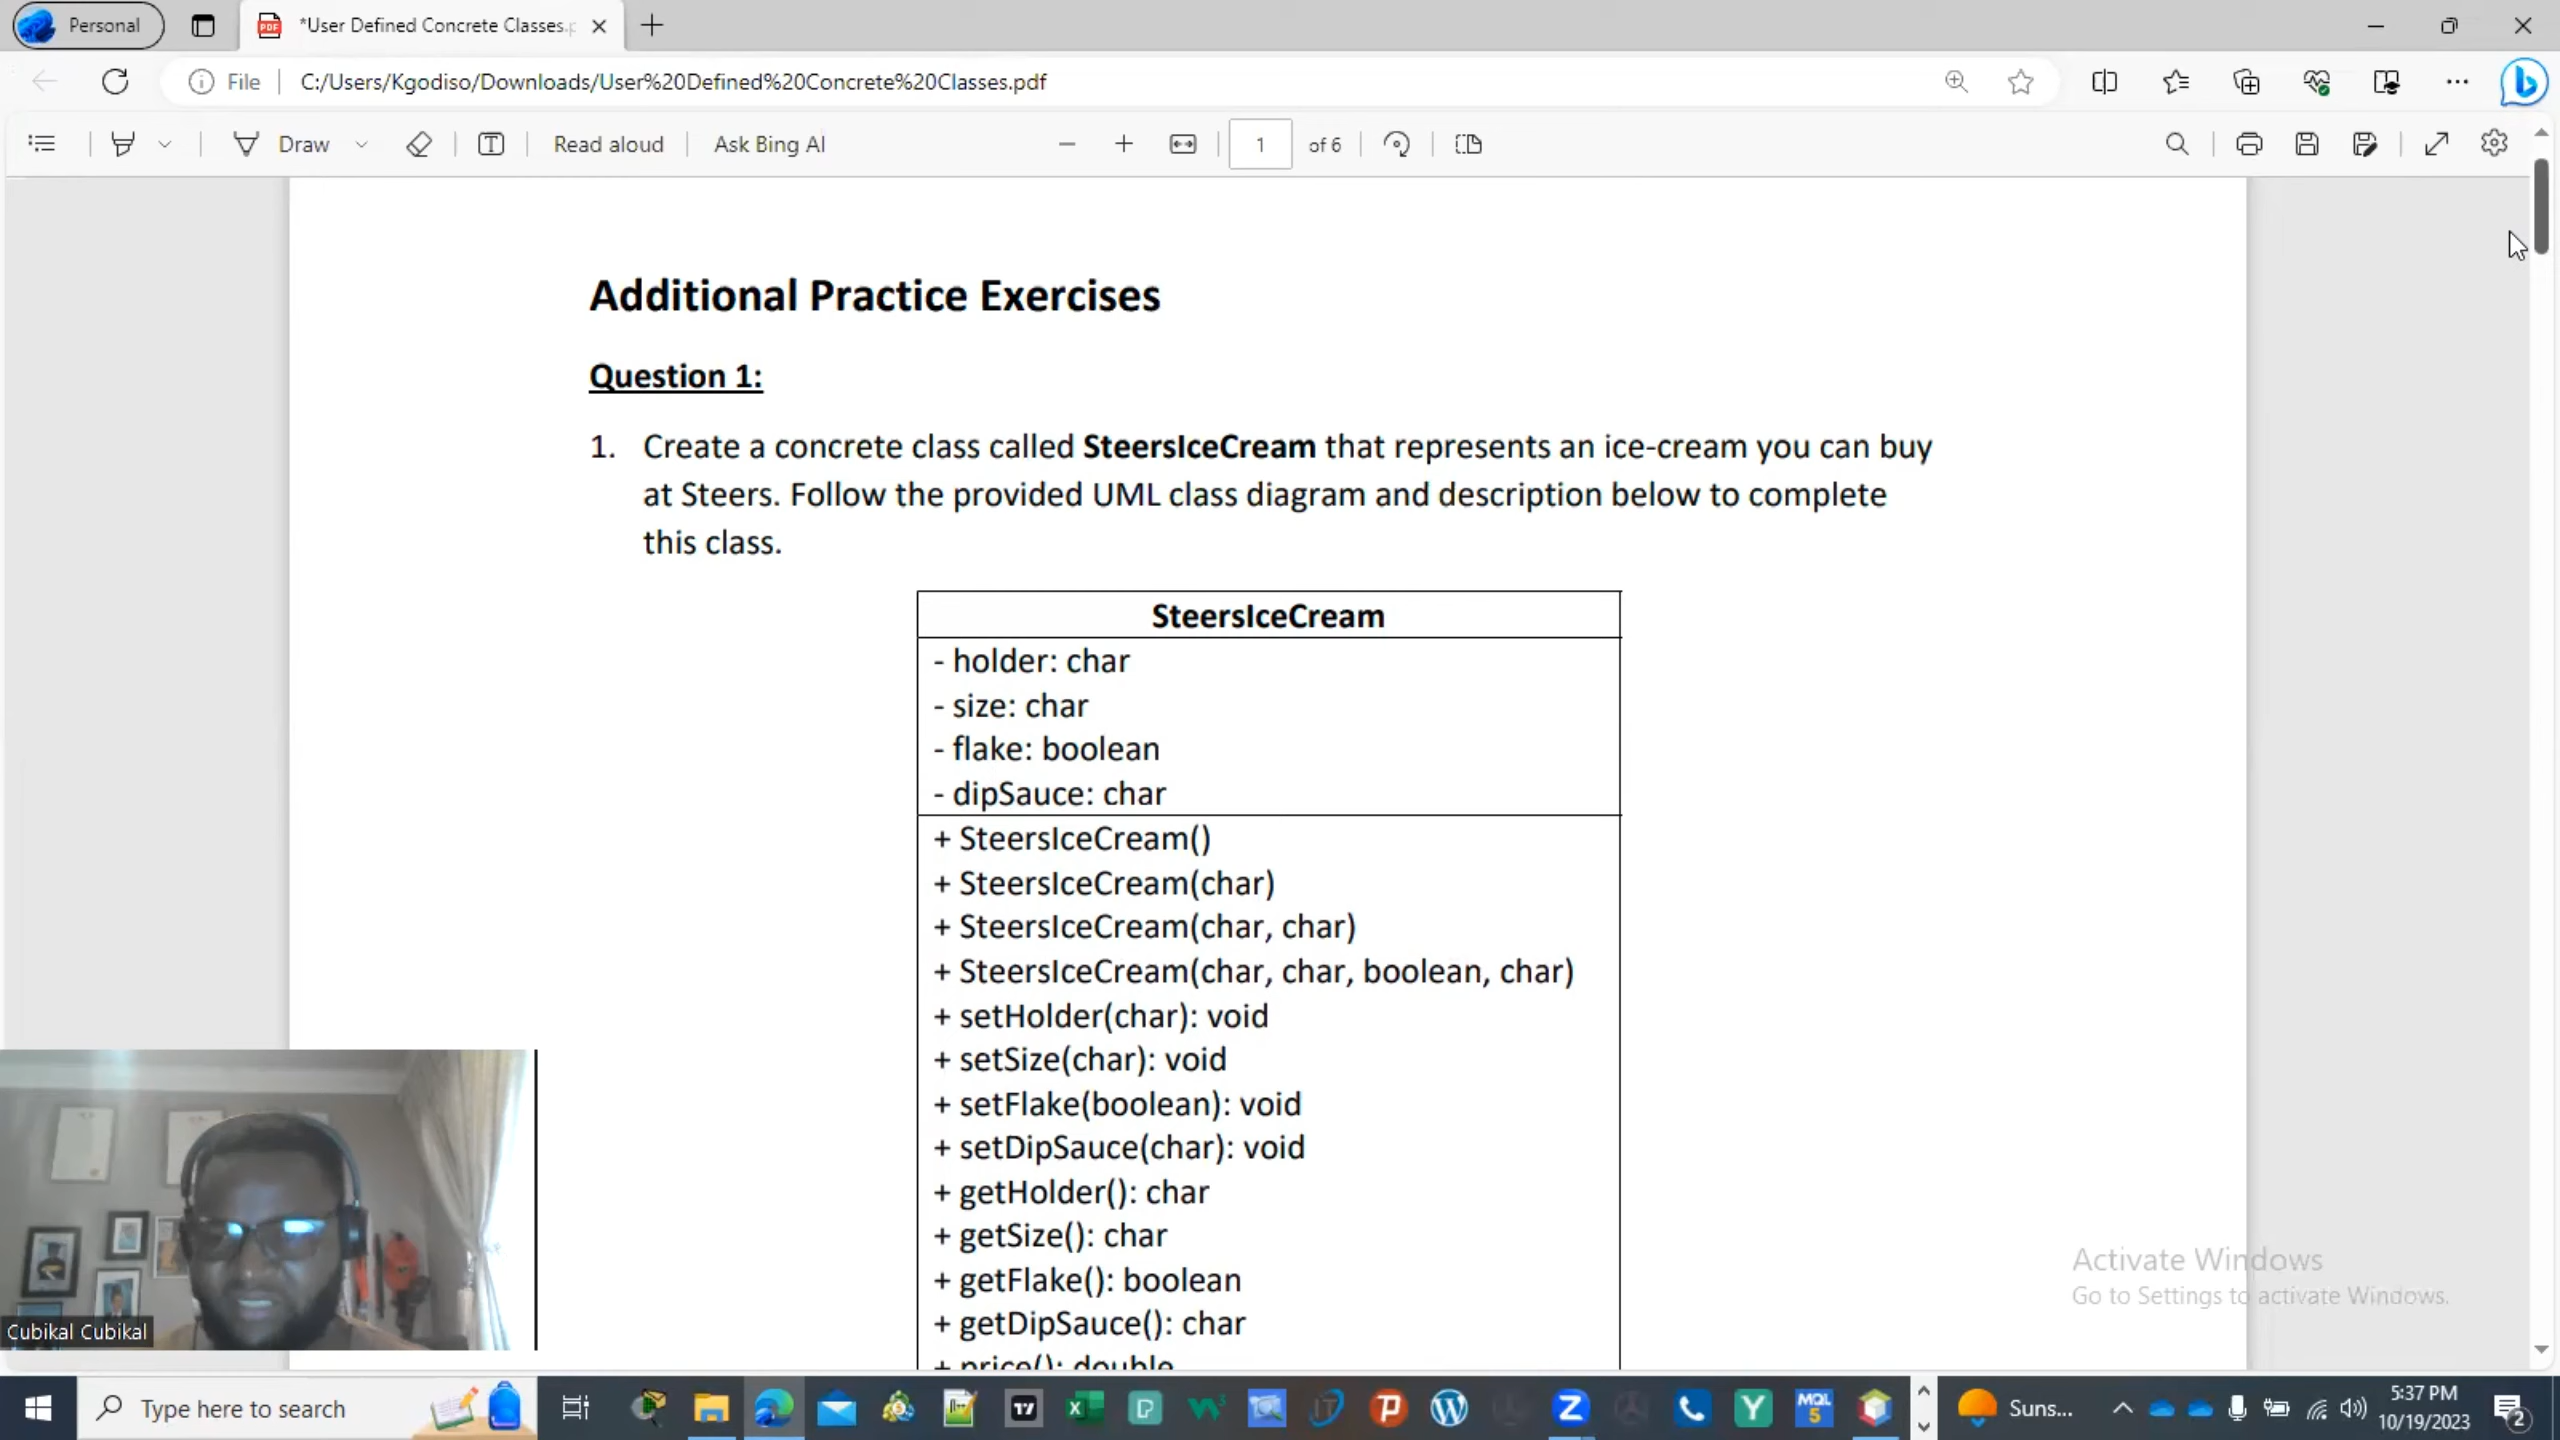 Personal
*User Defined Concrete Classes.p
File
C:/Users/Kgodiso/Downloads/User%20Defined%20Concrete%20Classes.pdf
Draw
Read aloud
Ask Bing AI
1
of 6
Additional Practice Exercises
Question 1:
1. Create a concrete class called SteersIceCream that represents an ice-cream you can buy
at Steers. Follow the provided UML class diagram and description below to complete
this class.
SteersIceCream
- holder: char
- size: char
- flake: boolean
- dipSauce: char
+ SteersIceCream()
+ SteersIceCream(char)
+ SteersIceCream(char, char)
+ SteersIceCream(char, char, boolean, char)
+ setHolder(char): void
+ setSize(char): void
+ setFlake(boolean): void
+ setDipSauce(char): void
+ getHolder(): char
+ getSize(): char
+ getFlake(): boolean
+ getDipSauce(): char
+ price(): double
Activate Windows
Go to Settings to activate Windows.
Cubikal Cubikal
Type here to search
Suns...
5:37 PM
10/19/2023
2